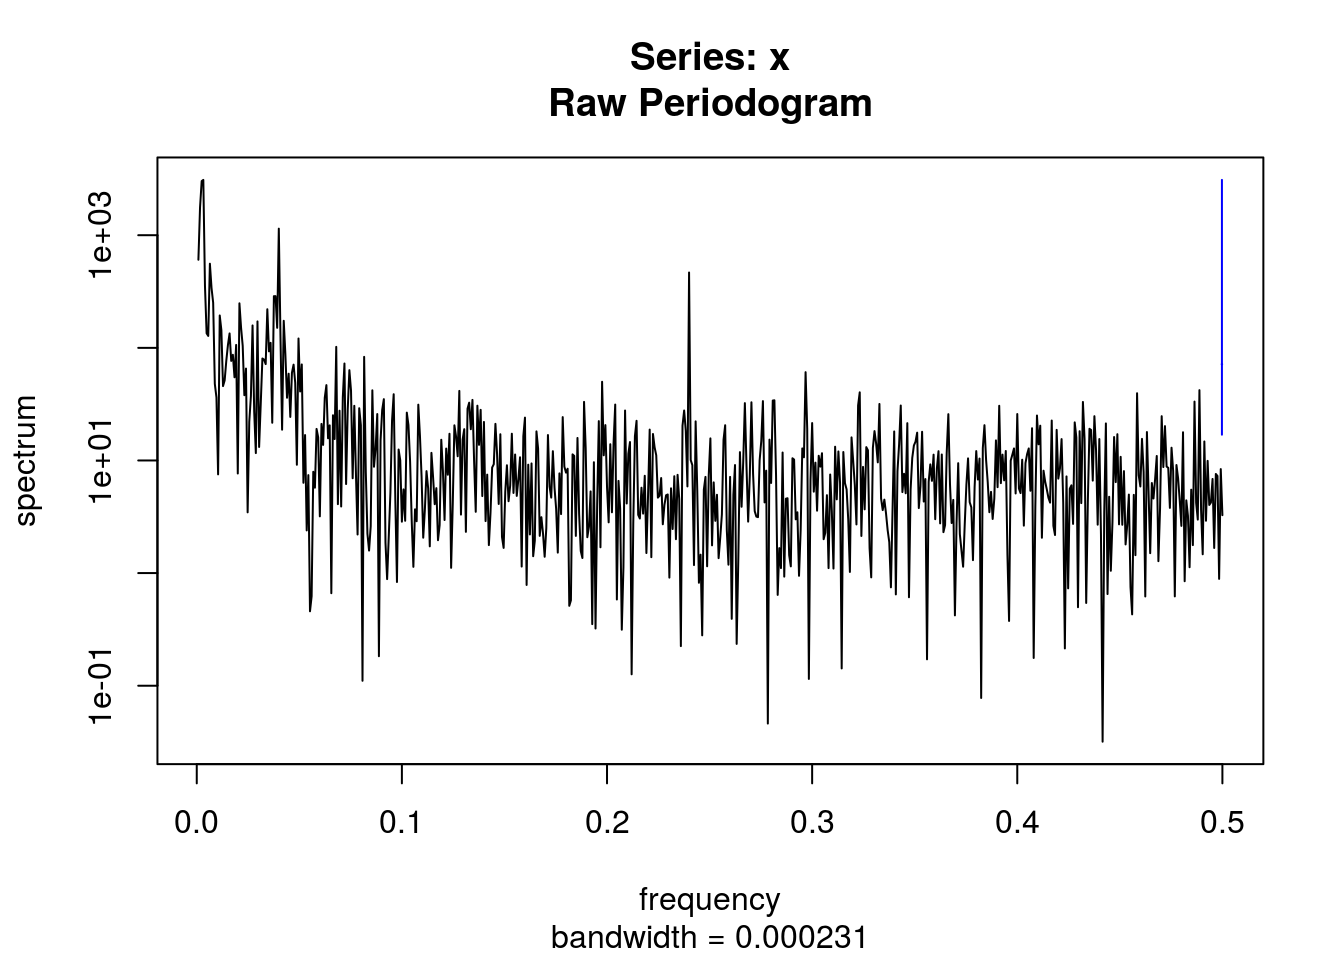 Series: x
Raw Periodogram
spectrum
1e+03
1e+01
1e-01
0.0 0.1 0.2 0.3 0.4 0.5
frequency
bandwidth = 0.000231